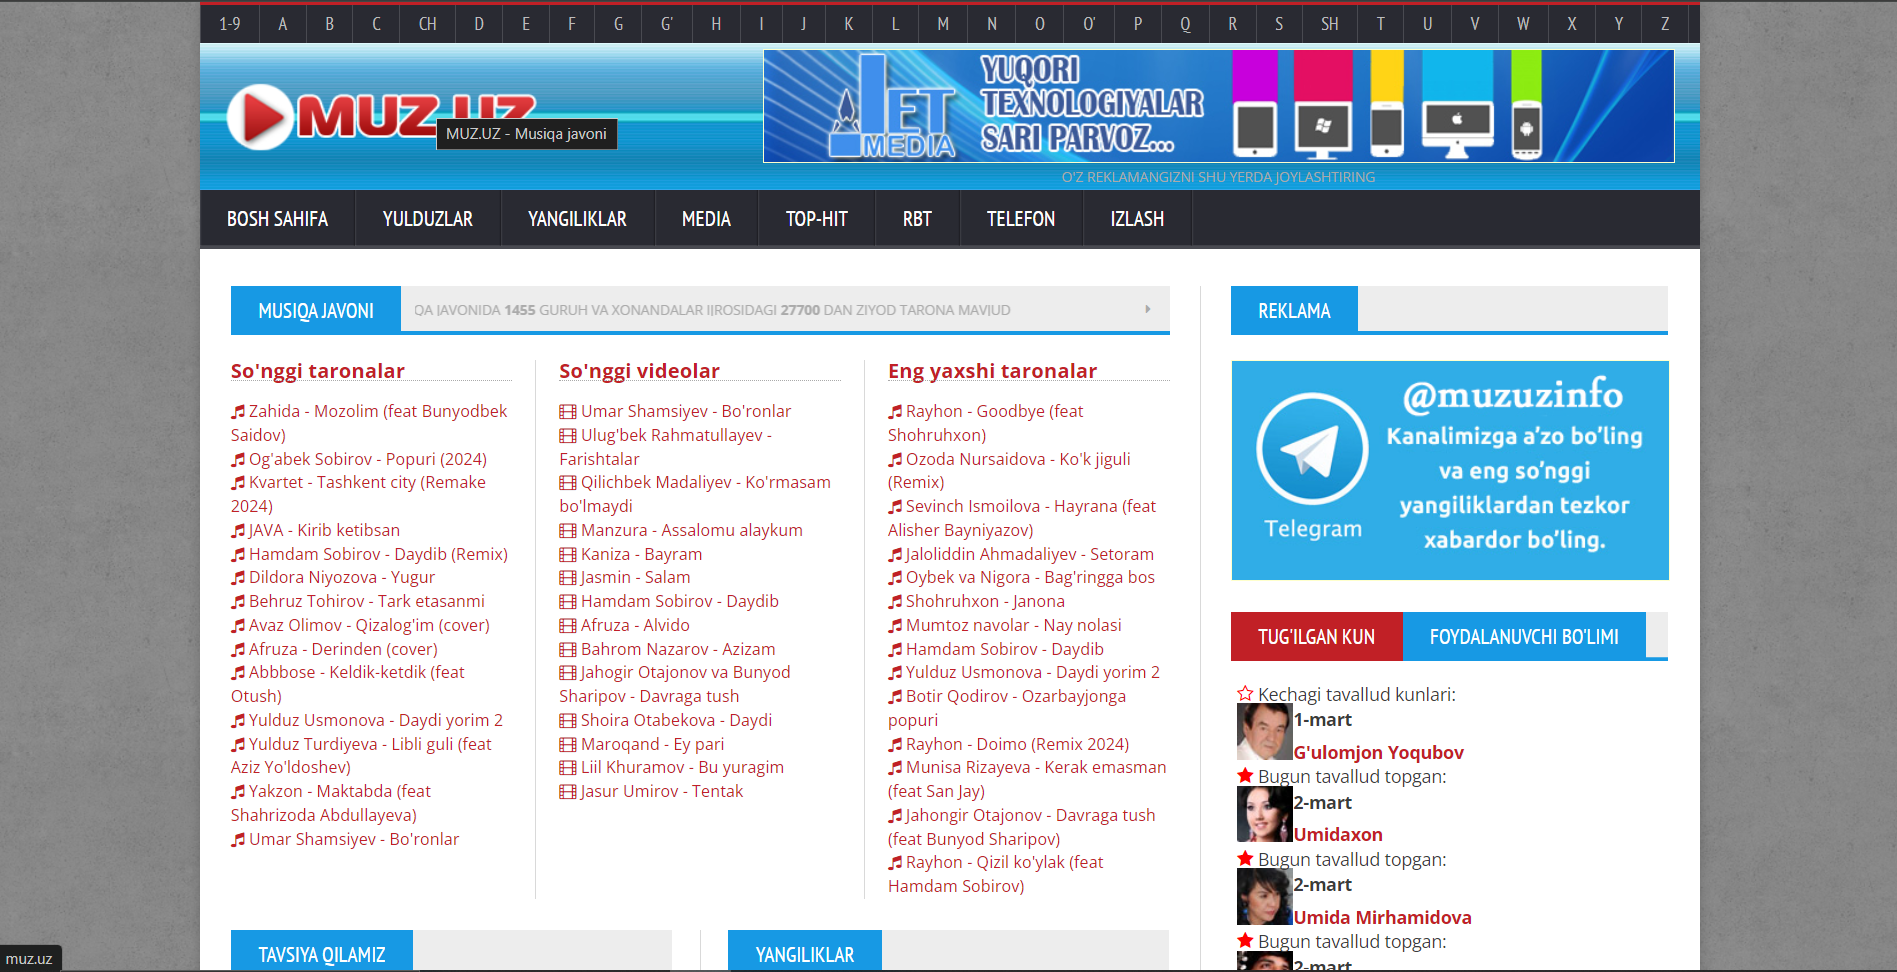 1-9 A B C CH D E F G G' H I J K L M N O O' P Q R S SH T U V W X Y Z
MUZ.UZ
MUZ.UZ - Musiqa javoni
JET MEDIA
YUQORI
TEXNOLOGIYALAR
SARI PARVOZ...
O'Z REKLAMANGIZNI SHU YERDA JOYLASHTIRING
BOSH SAHIFA YULDUZLAR YANGILIKLAR MEDIA TOP-HIT RBT TELEFON IZLASH
MUSIQA JAVONI
QA JAVONIDA 1455 GURUH VA XONANDALAR IJROSIDAGI 27700 DAN ZIYOD TARONA MAVJUD
So'nggi taronalar
Zahida - Mozolim (feat Bunyodbek
Saidov)
Og'abek Sobirov - Popuri (2024)
Kvartet - Tashkent city (Remake
2024)
JAVA - Kirib ketibsan
Hamdam Sobirov - Daydib (Remix)
Dildora Niyozova - Yugur
Behruz Tohirov - Tark etasanmi
Avaz Olimov - Qizalog'im (cover)
Afruza - Derinden (cover)
Abbbose - Keldik-ketdik (feat
Otush)
Yulduz Usmonova - Daydi yorim 2
Yulduz Turdiyeva - Libli guli (feat
Aziz Yo'ldoshev)
Yakzon - Maktabda (feat
Shahrizoda Abdullayeva)
Umar Shamsiyev - Bo'ronlar
So'nggi videolar
Umar Shamsiyev - Bo'ronlar
Ulug'bek Rahmatullayev -
Farishtalar
Qilichbek Madaliyev - Ko'rmasam
bo'lmaydi
Manzura - Assalomu alaykum
Kaniza - Bayram
Jasmin - Salam
Hamdam Sobirov - Daydib
Afruza - Alvido
Bahrom Nazarov - Azizam
Jahogir Otajonov va Bunyod
Sharipov - Davraga tush
Shoira Otabekova - Daydi
Maroqand - Ey pari
Liil Khuramov - Bu yuragim
Jasur Umirov - Tentak
Eng yaxshi taronalar
Rayhon - Goodbye (feat
Shohruhxon)
Ozoda Nursaidova - Ko'k jiguli
(Remix)
Sevinch Ismoilova - Hayrana (feat
Alisher Bayniyazov)
Jaloliddin Ahmadaliyev - Setoram
Oybek va Nigora - Bag'ringga bos
Shohruhxon - Janona
Mumtoz navolar - Nay nolasi
Hamdam Sobirov - Daydib
Yulduz Usmonova - Daydi yorim 2
Botir Qodirov - Ozarbayjonga
popuri
Rayhon - Doimo (Remix 2024)
Munisa Rizayeva - Kerak emasman
(feat San Jay)
Jahongir Otajonov - Davraga tush
(feat Bunyod Sharipov)
Rayhon - Qizil ko'ylak (feat
Hamdam Sobirov)
REKLAMA
Telegram
@muzuzinfo
Kanalimizga a'zo bo'ling
va eng so'nggi
yangiliklardan tezkor
xabardor bo'ling.
TUG'ILGAN KUN FOYDALANUVCHI BO'LIMI
Kechagi tavallud kunlari:
1-mart
G'ulomjon Yoqubov
Bugun tavallud topgan:
2-mart
Umidaxon
Bugun tavallud topgan:
2-mart
Umida Mirhamidova
Bugun tavallud topgan:
2-mart
TAVSIYA QILAMIZ
YANGILIKLAR
muz.uz